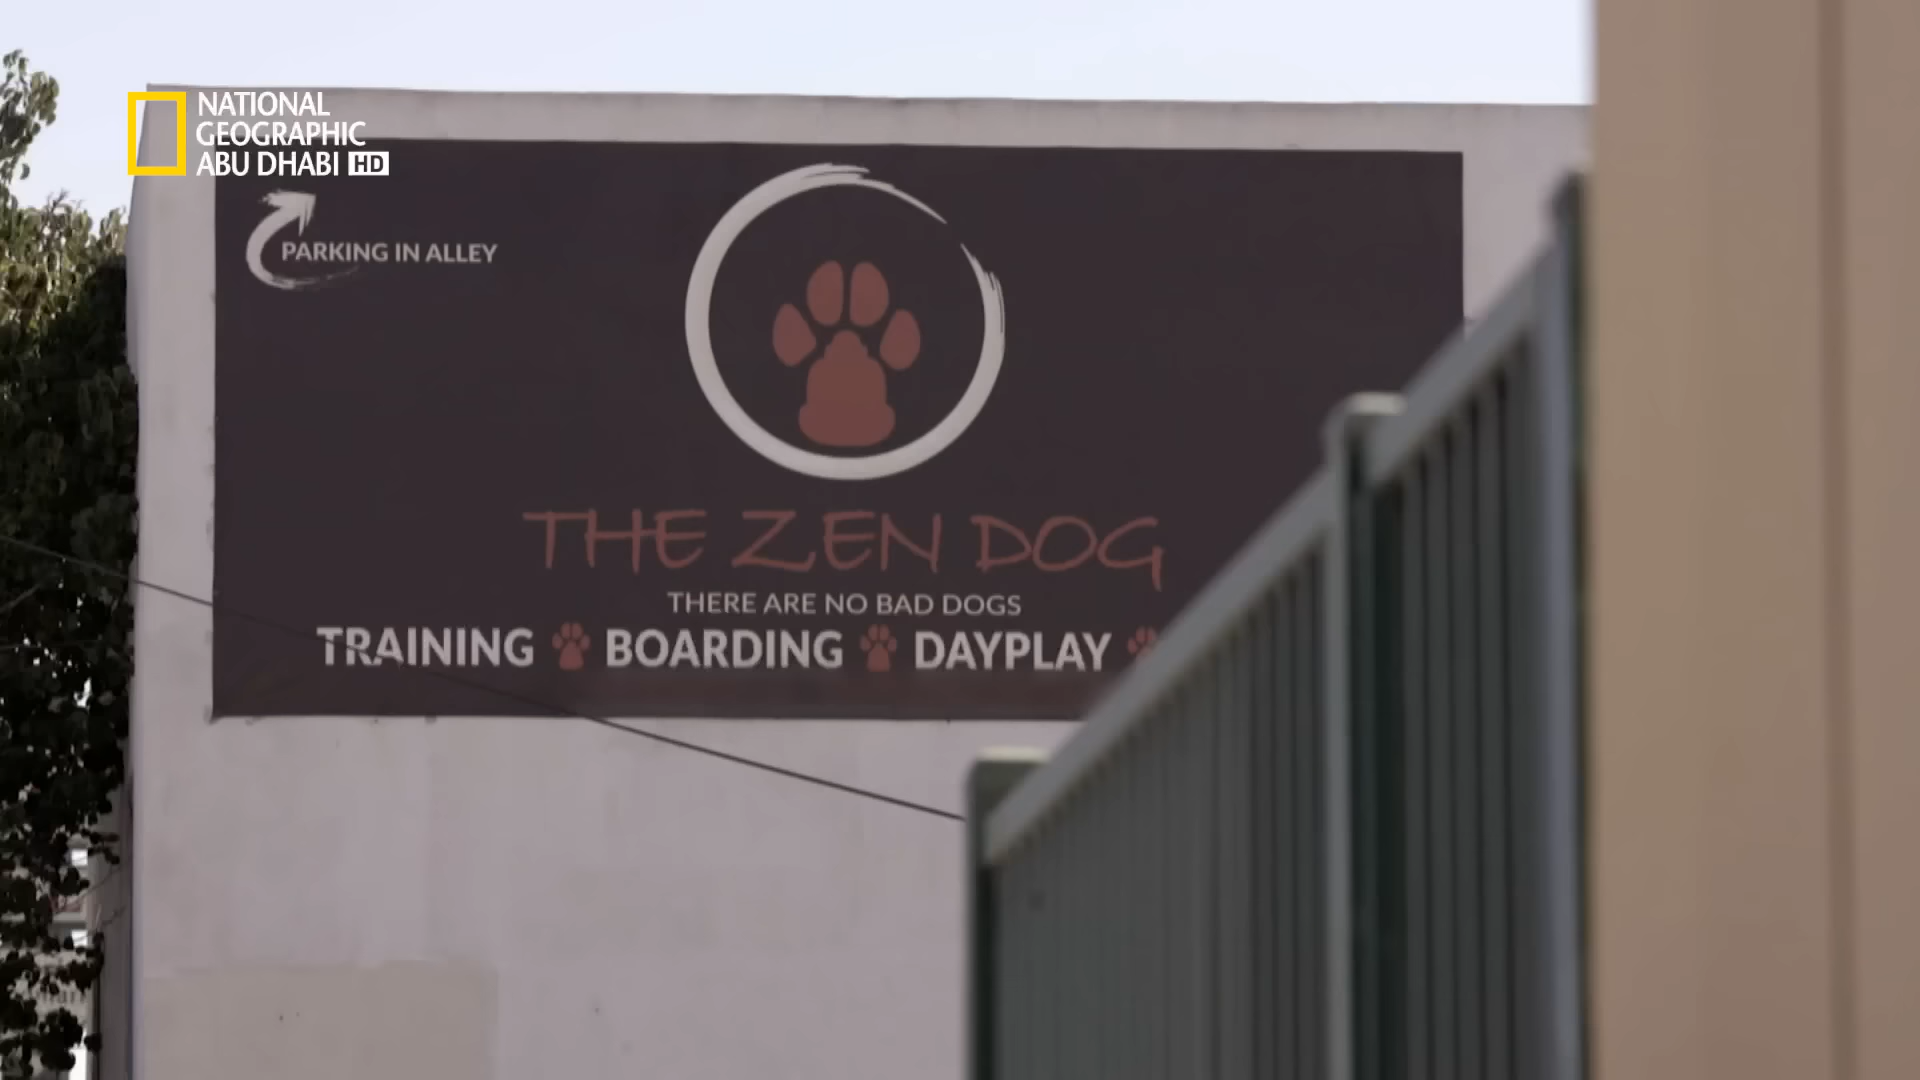 NATIONAL
GEOGRAPHIC
ABU DHABI HD
PARKING IN ALLEY
THE ZEN DOG
THERE ARE NO BAD DOGS
TRAINING BOARDING DAYPLAY